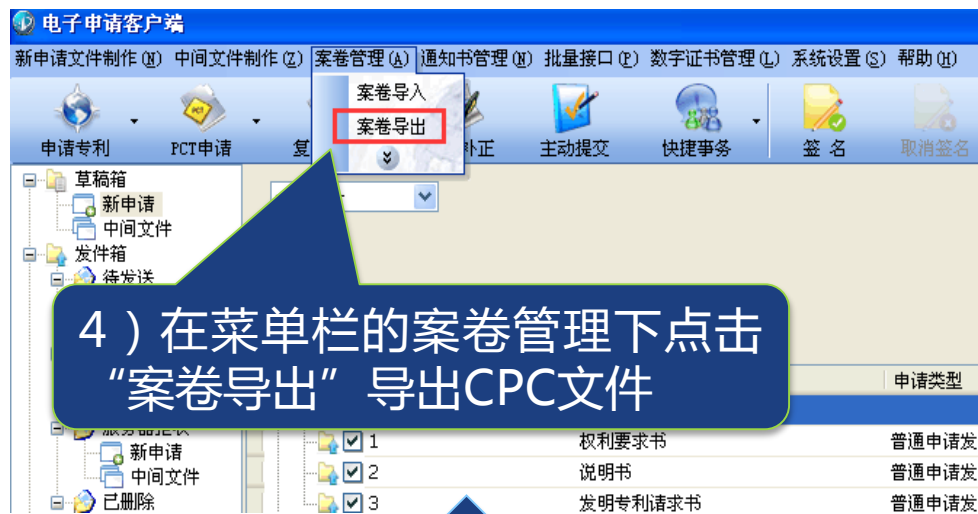 电子申请客户端
新申请文件制作(N) 中间文件制作(Z) 案卷管理(A) 通知书管理(N) 批量接口(P) 数字证书管理(L) 系统设置(S) 帮助(H)
案卷导入
案卷导出
申请专利 PCT申请 复 补正 主动提交 快捷事务 签 名 取消签名
草稿箱
新申请
中间文件
发件箱
待发送
4）在菜单栏的案卷管理下点击
“案卷导出”导出CPC文件
申请类型
新申请
中间文件
已删除
1 权利要求书 普通申请发
2 说明书 普通申请发
3 发明专利请求书 普通申请发